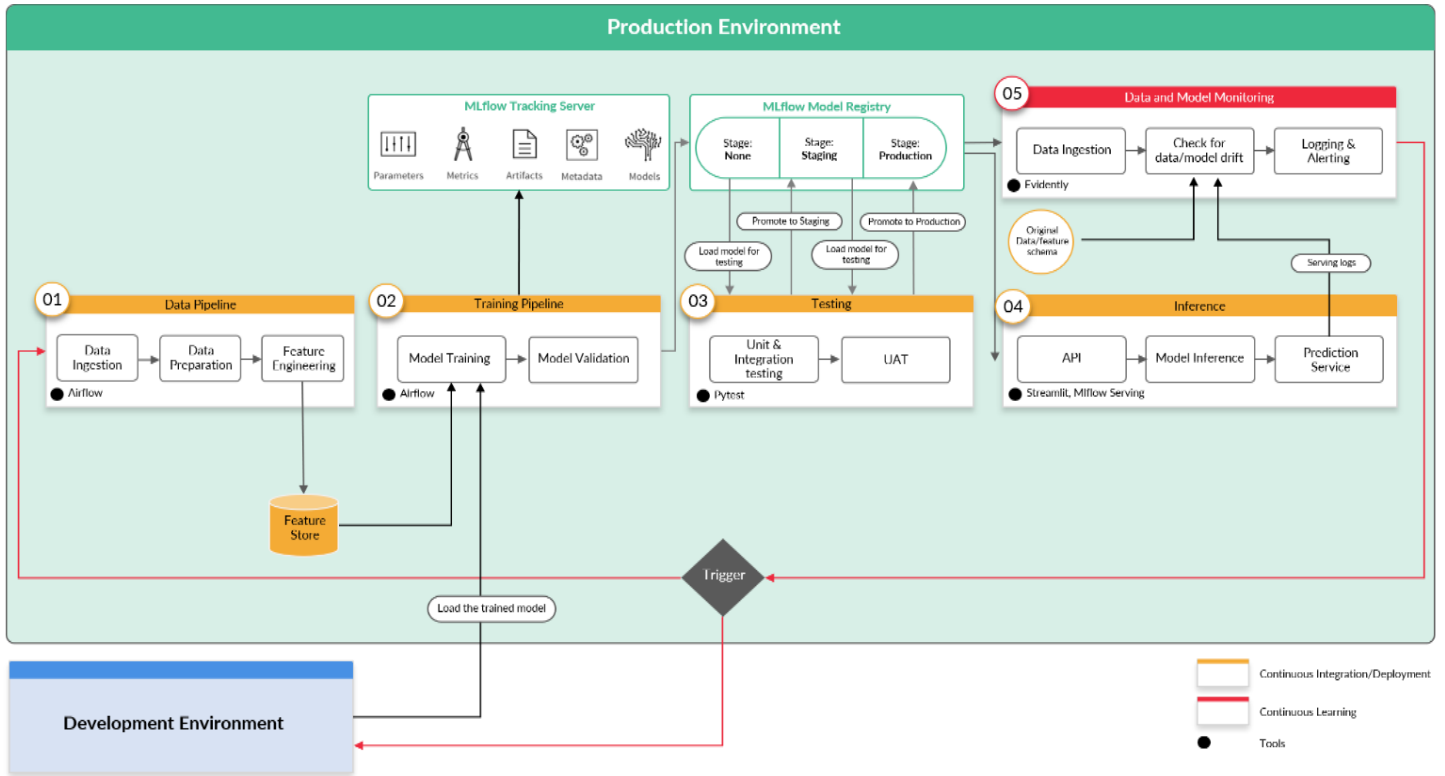 Production Environment
MLflow Tracking Server
Parameters
Metrics
Artifacts
Metadata
Models
MLflow Model Registry
Stage:
None
Stage:
Staging
Stage:
Production
05
Data and Model Monitoring
Data Ingestion
Check for
data/model drift
Logging &
Alerting
Evidently
Promote to Staging
Promote to Production
Load model for
testing
Load model for
testing
Original
Data/feature
schema
Serving logs
01
Data Pipeline
Data
Ingestion
Data
Preparation
Feature
Engineering
Airflow
02
Training Pipeline
Model Training
Model Validation
Airflow
03
Testing
Unit &
Integration
testing
UAT
Pytest
04
Inference
API
Model Inference
Prediction
Service
Streamlit, Mlflow Serving
Feature
Store
Trigger
Load the trained model
Development Environment
Continuous Integration/Deployment
Continuous Learning
Tools